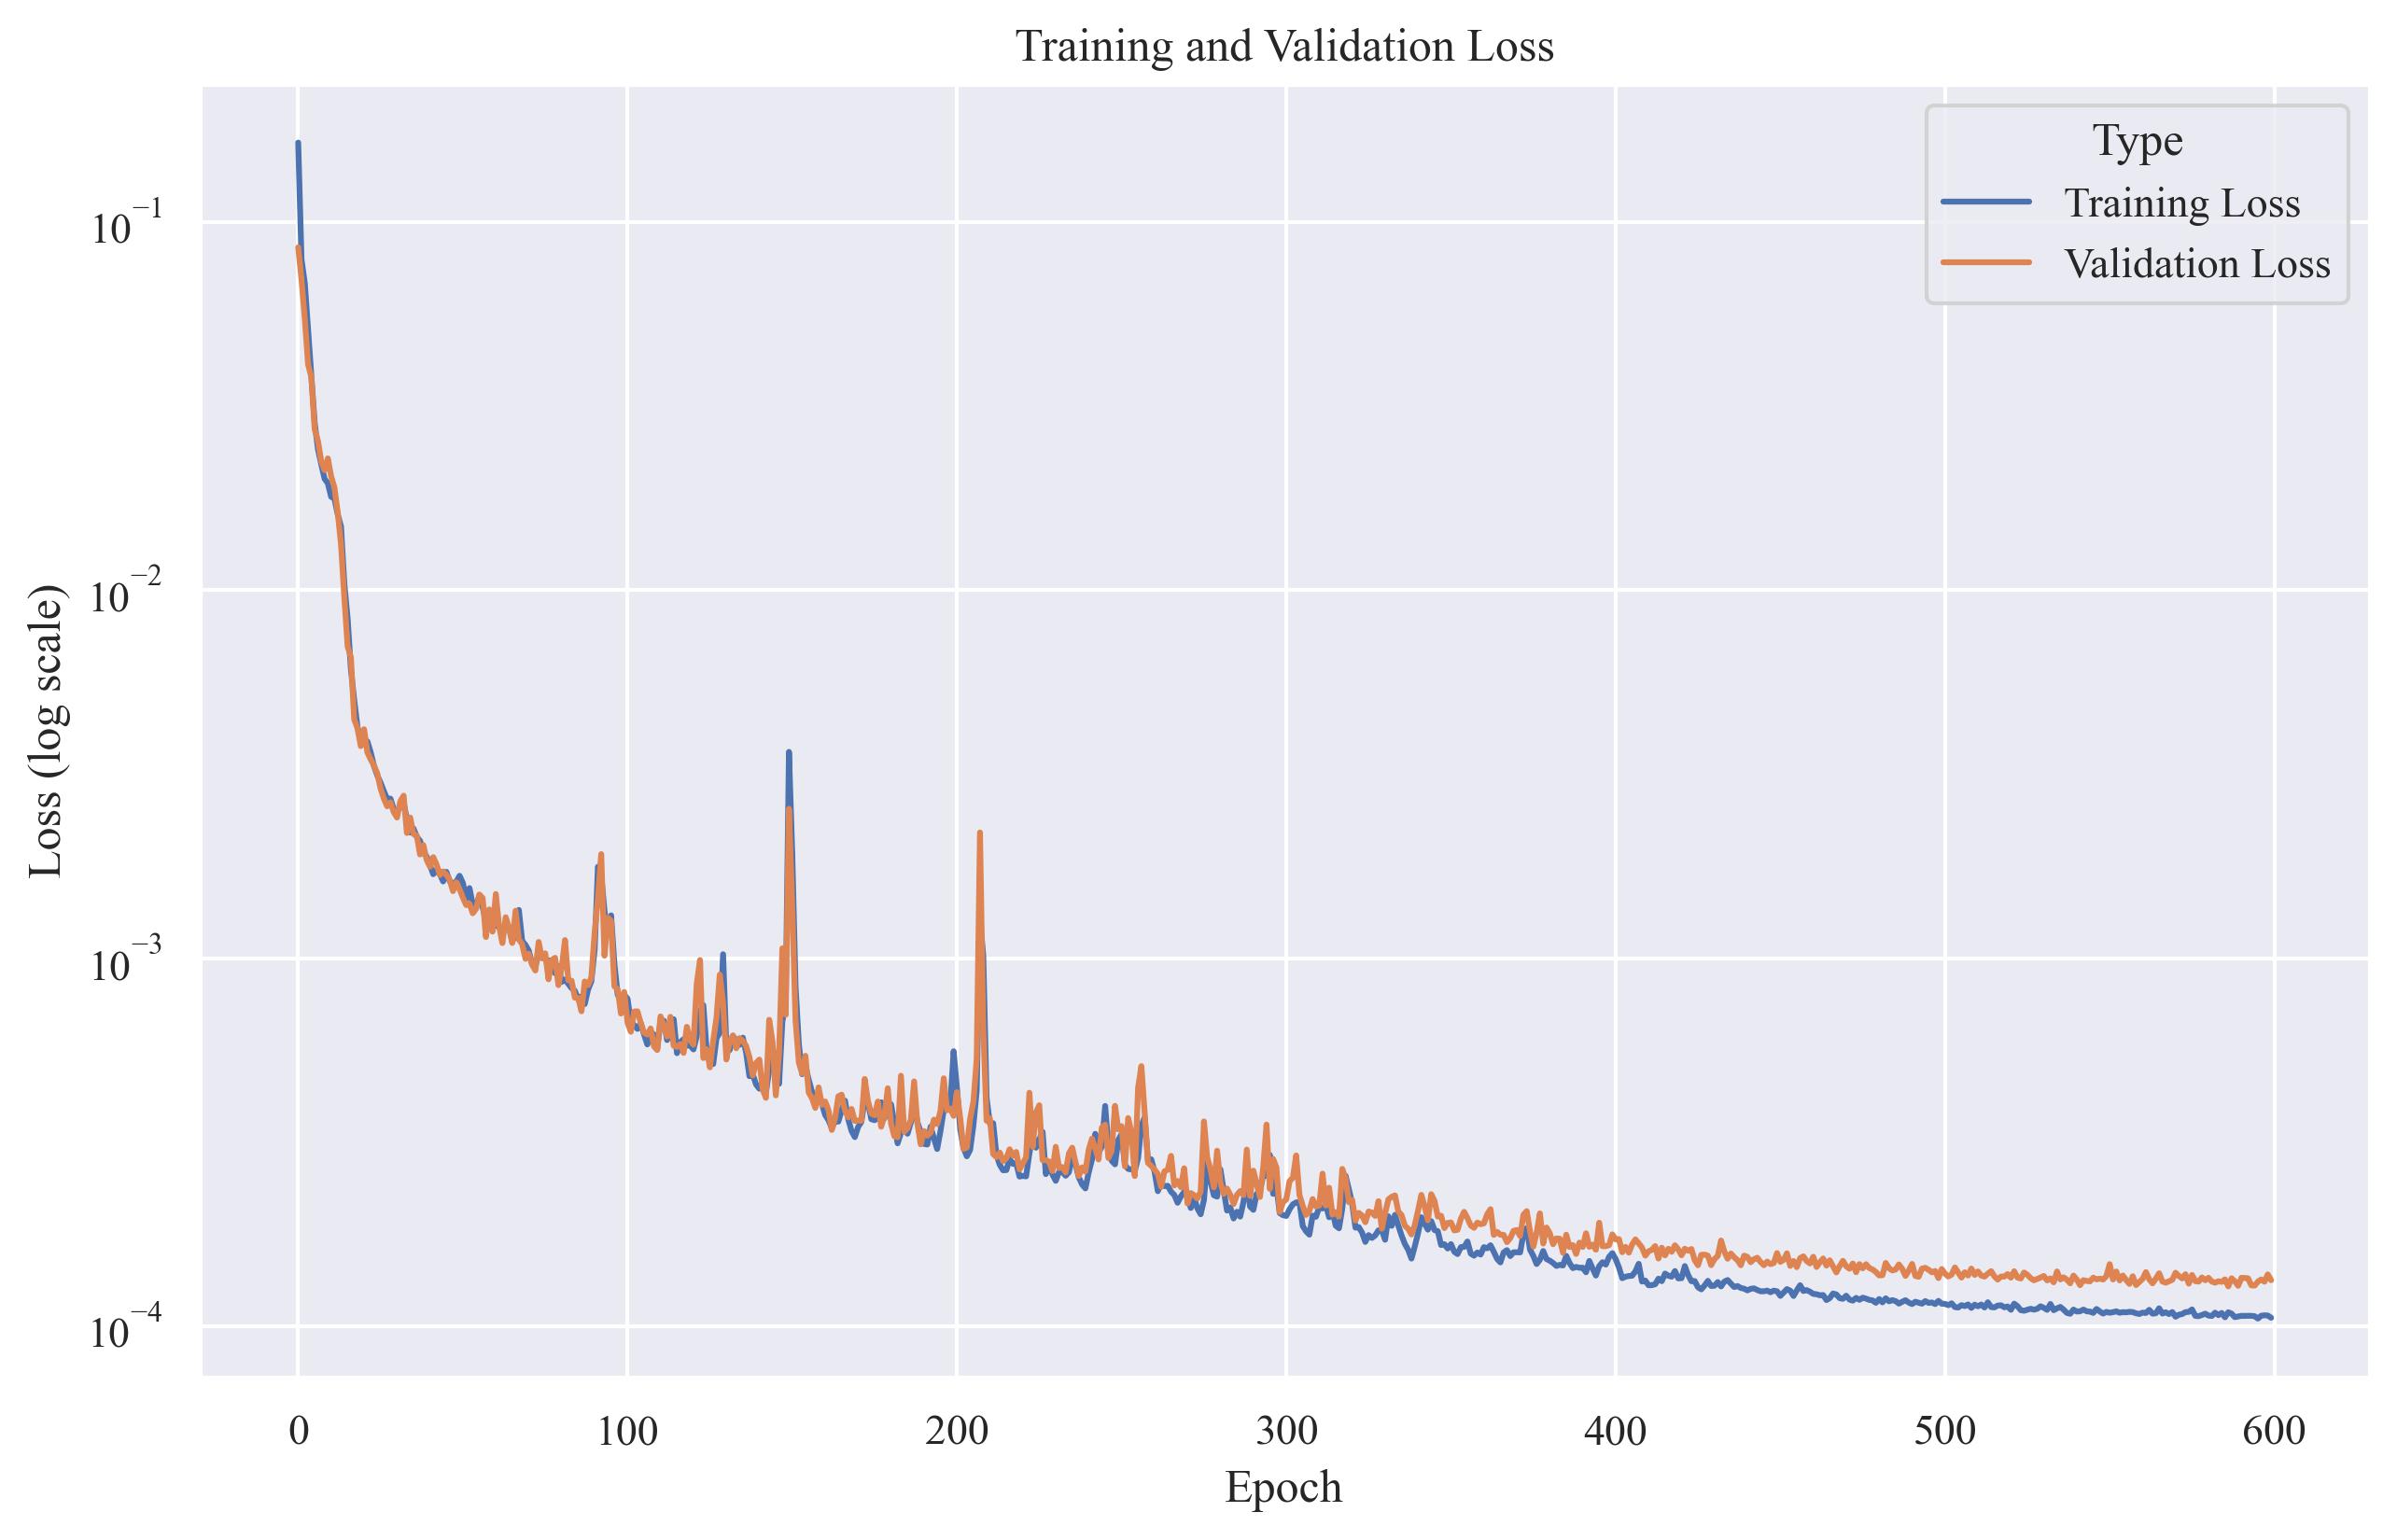 Training and Validation Loss
Type
Training Loss
Validation Loss
Loss (log scale)
10⁻¹
10⁻²
10⁻³
10⁻⁴
0 100 200 300 400 500 600
Epoch